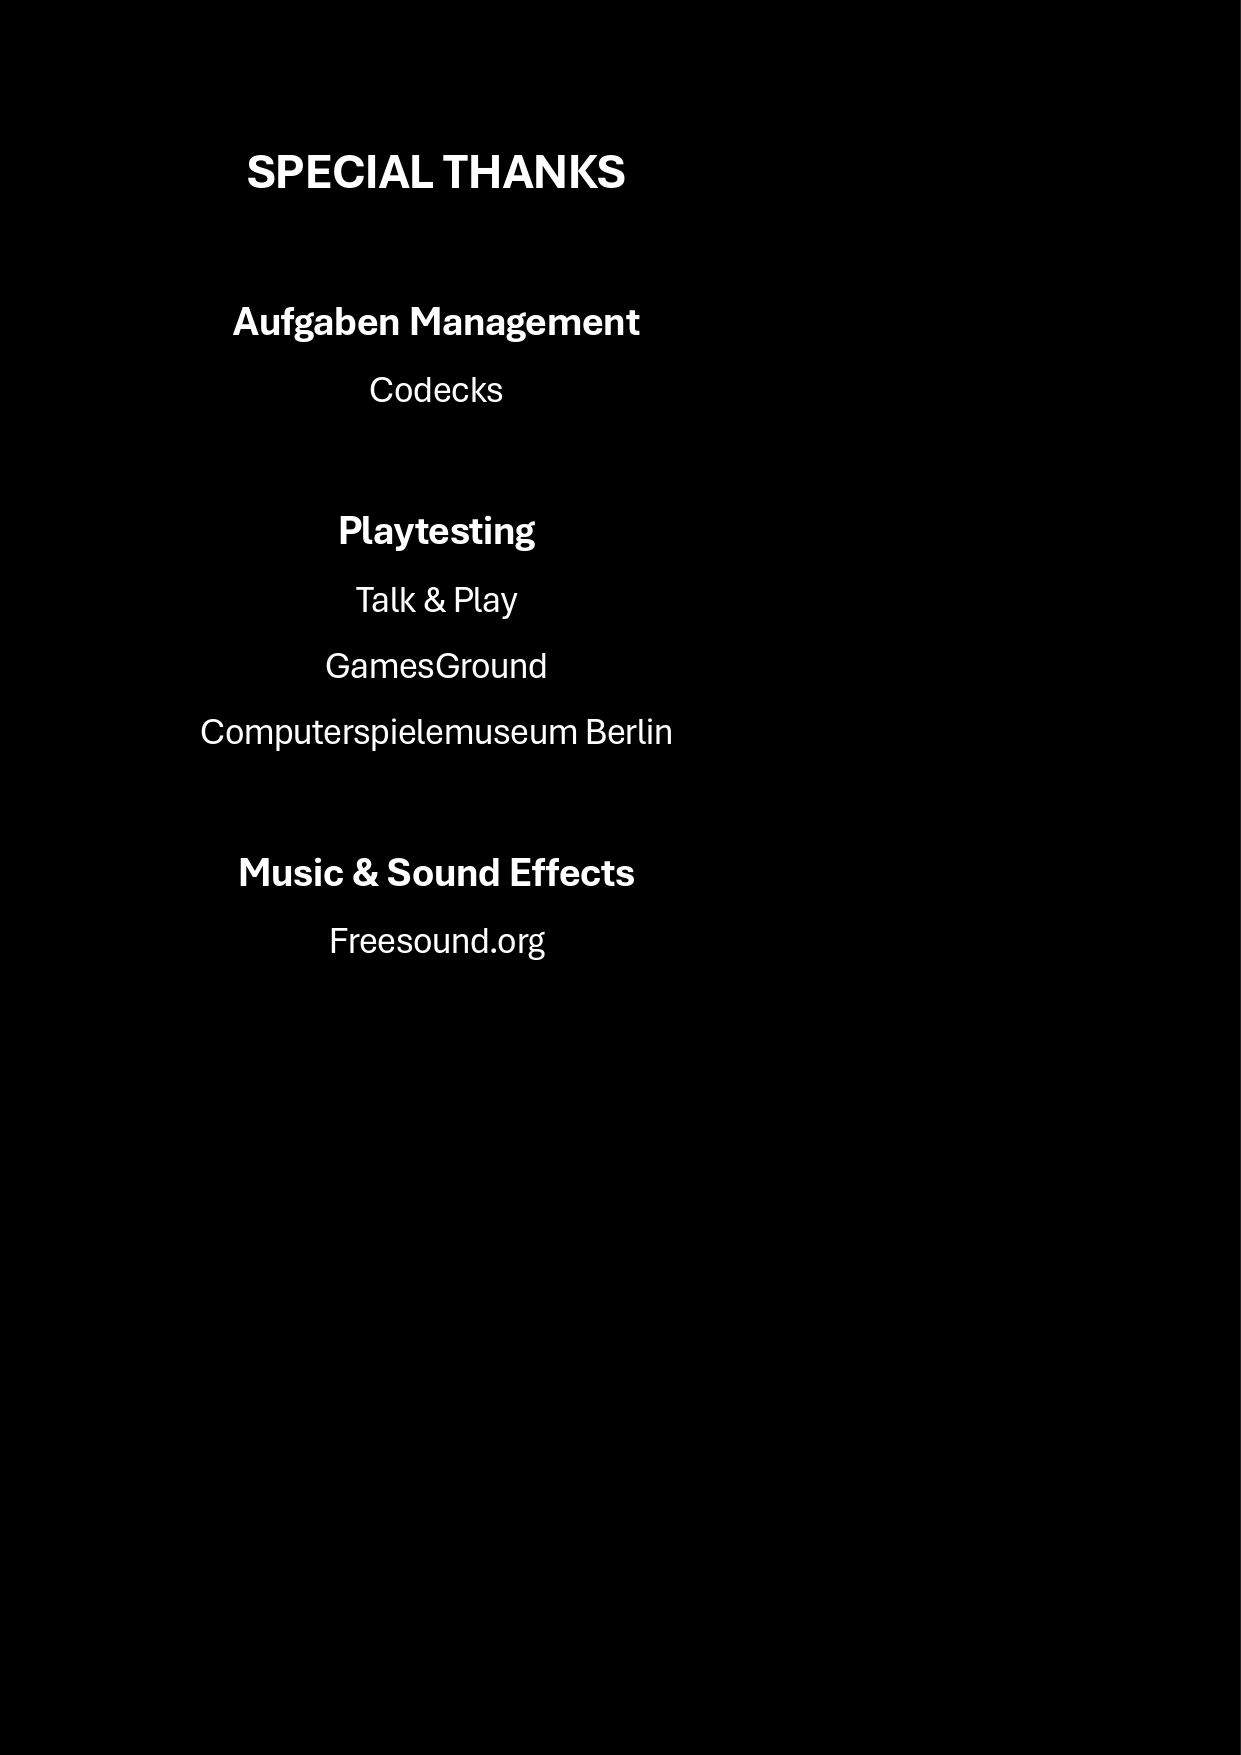 SPECIAL THANKS
Aufgaben Management
Codecks
Playtesting
Talk & Play
GamesGround
Computerspielemuseum Berlin
Music & Sound Effects
Freesound.org